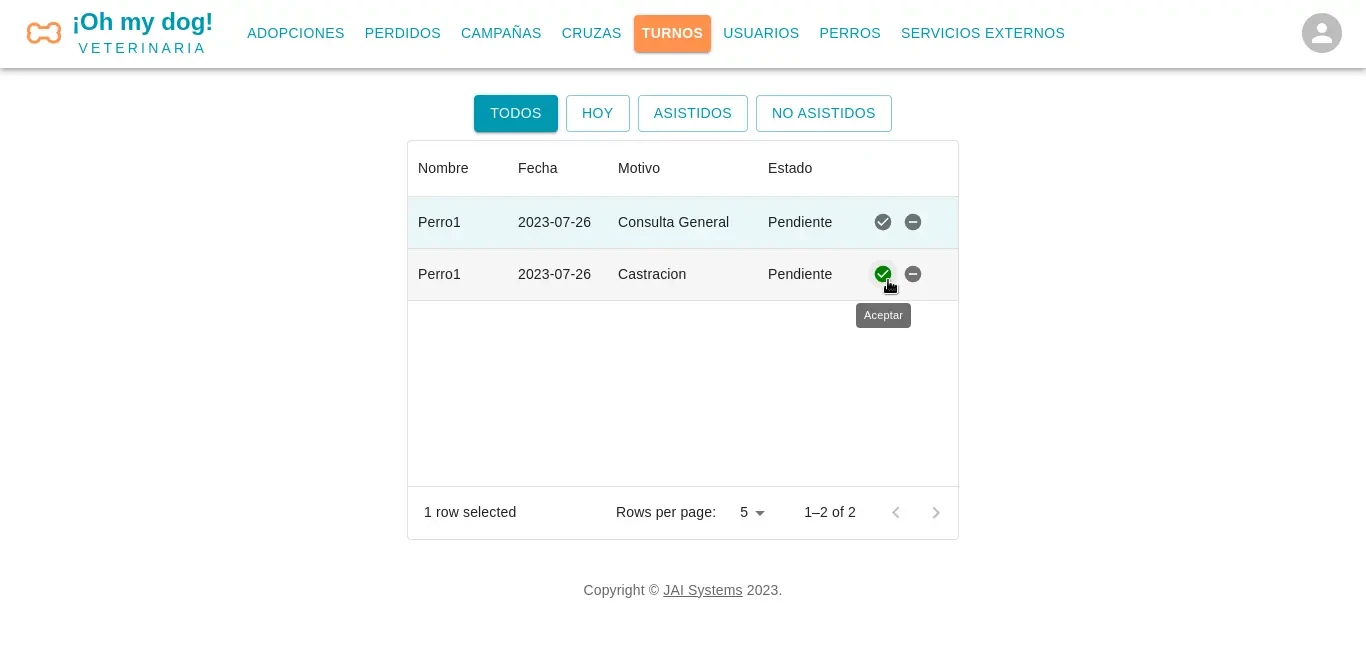 ¡Oh my dog!
VETERINARIA
ADOPCIONES PERDIDOS CAMPAÑAS CRUZAS TURNOS USUARIOS PERROS SERVICIOS EXTERNOS
TODOS HOY ASISTIDOS NO ASISTIDOS
Nombre Fecha Motivo Estado
Perro1 2023-07-26 Consulta General Pendiente
Perro1 2023-07-26 Castracion Pendiente
Aceptar
1 row selected Rows per page: 5 1–2 of 2
Copyright © JAI Systems 2023.